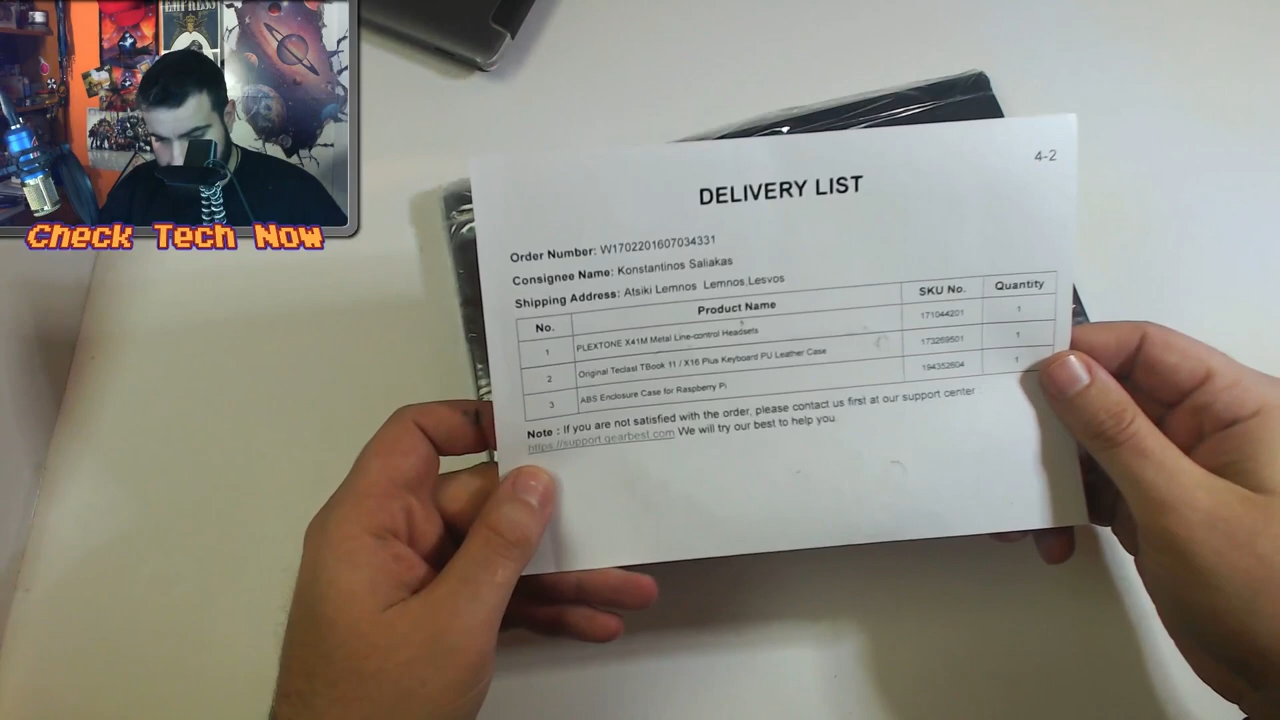 EMPRESS
Check Tech Now
4-2
DELIVERY LIST
Order Number: W1702201607034331
Consignee Name: Konstantinos Saliakas
Shipping Address: Atsiki Lemnos Lemnos,Lesvos
No. Product Name SKU No. Quantity
1 PLEXTONE X41M Metal Line-control Headsets 171044201 1
2 Original Teclast TBook 11 / X16 Plus Keyboard PU Leather Case 173269501 1
3 ABS Enclosure Case for Raspberry Pi 194352604 1
Note : If you are not satisfied with the order, please contact us first at our support center
https://support.gearbest.com We will try our best to help you.